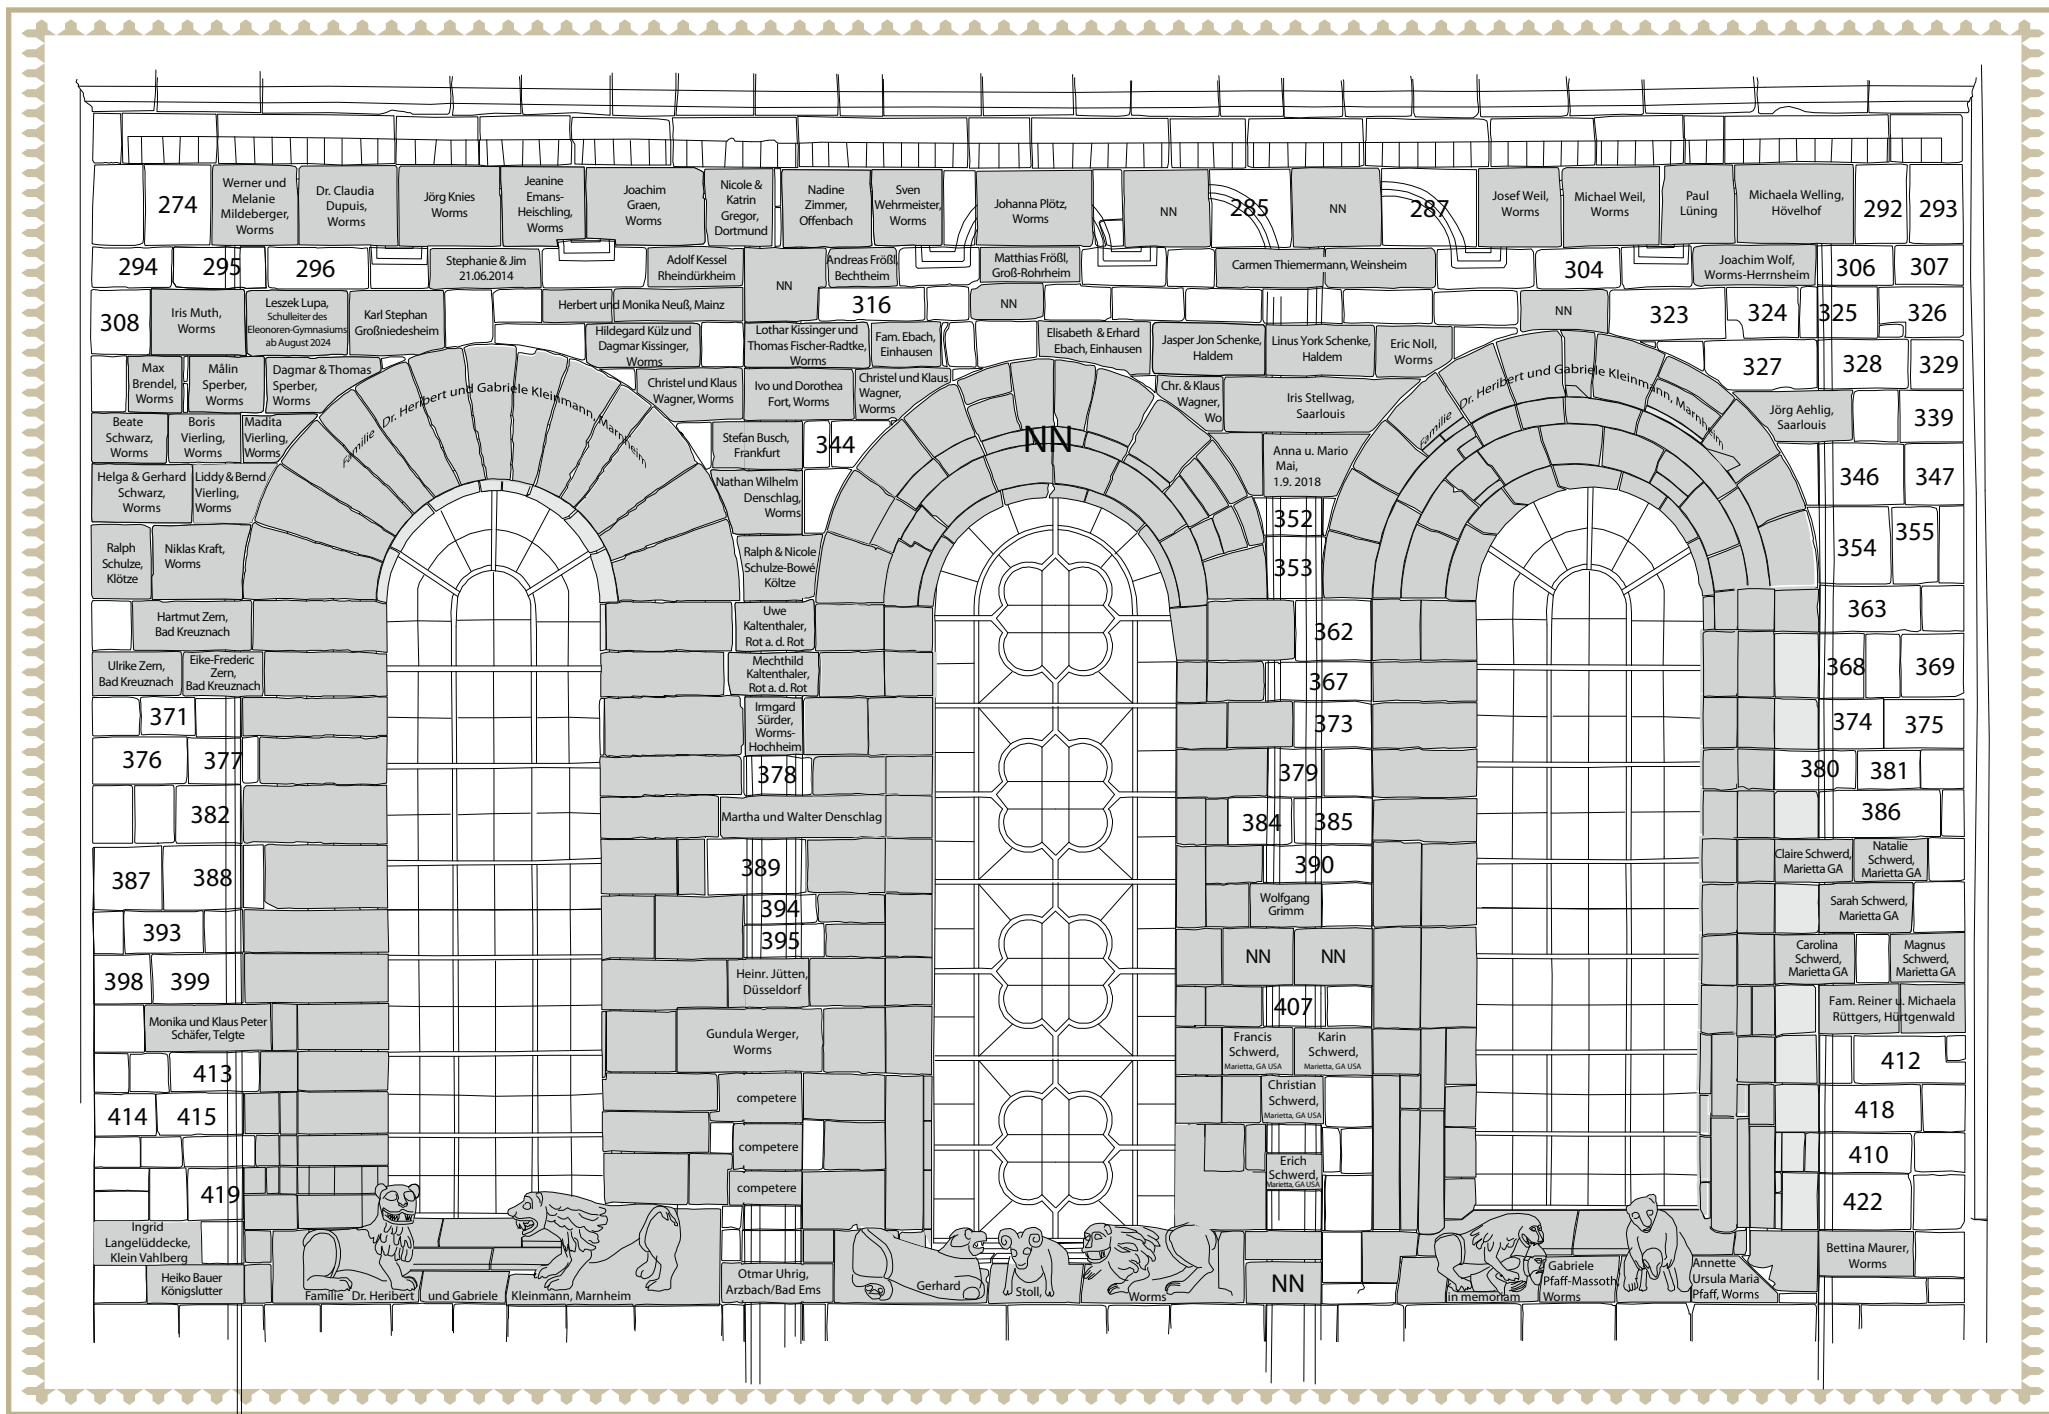 274
Werner und
Melanie
Mildeberger,
Worms
Dr. Claudia
Dupuis,
Worms
Jörg Knies
Worms
Jeanine
Emans-
Heischling,
Worms
Joachim
Graen,
Worms
Nicole &
Katrin
Gregor,
Dortmund
Nadine
Zimmer,
Offenbach
Sven
Wehrmeister,
Worms
Johanna Plötz,
Worms
NN
285
NN
287
Josef Weil,
Worms
Michael Weil,
Worms
Paul
Lüning
Michaela Welling,
Hövelhof
292
293
294
295
296
Stephanie & Jim
21.06.2014
Adolf Kessel
Rheindürkheim
NN
Andreas Frößl,
Bechtheim
Matthias Frößl,
Groß-Rohrheim
Carmen Thiemermann, Weinsheim
304
Joachim Wolf,
Worms-Herrnsheim
306
307
308
Iris Muth,
Worms
Leszek Lupa,
Schulleiter des
Eleonoren-Gymnasiums
ab August 2024
Karl Stephan
Großniedesheim
Herbert und Monika Neuß, Mainz
316
NN
NN
323
324
325
326
Hildegard Külz und
Dagmar Kissinger,
Worms
Lothar Kissinger und
Thomas Fischer-Radtke,
Worms
Fam. Ebach,
Einhausen
Elisabeth & Erhard
Ebach, Einhausen
Jasper Jon Schenke,
Haldem
Linus York Schenke,
Haldem
Eric Noll,
Worms
327
328
329
Max
Brendel,
Worms
Målin
Sperber,
Worms
Dagmar & Thomas
Sperber,
Worms
Familie Dr. Heribert und Gabriele Kleinmann, Marnheim
Christel und Klaus
Wagner, Worms
Ivo und Dorothea
Fort, Worms
Christel und Klaus
Wagner,
Worms
Chr. & Klaus
Wagner,
Wo
Iris Stellwag,
Saarlouis
Familie Dr. Heribert und Gabriele Kleinmann, Marnheim
Jörg Aehlig,
Saarlouis
339
Beate
Schwarz,
Worms
Boris
Vierling,
Worms
Madita
Vierling,
Worms
Stefan Busch,
Frankfurt
344
NN
Anna u. Mario
Mai,
1.9. 2018
346
347
Helga & Gerhard
Schwarz,
Worms
Liddy & Bernd
Vierling,
Worms
Nathan Wilhelm
Denschlag,
Worms
352
353
354
355
Ralph
Schulze,
Klötze
Niklas Kraft,
Worms
Ralph & Nicole
Schulze-Bowé
Költze
Hartmut Zern,
Bad Kreuznach
Uwe
Kaltenthaler,
Rot a. d. Rot
362
363
Ulrike Zern,
Bad Kreuznach
Eike-Frederic
Zern,
Bad Kreuznach
Mechthild
Kaltenthaler,
Rot a. d. Rot
367
368
369
371
Irmgard
Sürder,
Worms-
Hochheim
373
374
375
376
377
378
379
380
381
382
Martha und Walter Denschlag
384
385
386
387
388
389
390
Claire Schwerd,
Marietta GA
Natalie
Schwerd,
Marietta GA
393
394
395
Wolfgang
Grimm
Sarah Schwerd,
Marietta GA
398
399
Heinr. Jütten,
Düsseldorf
NN
NN
Carolina
Schwerd,
Marietta GA
Magnus
Schwerd,
Marietta GA
Monika und Klaus Peter
Schäfer, Telgte
Gundula Werger,
Worms
407
Fam. Reiner u. Michaela
Rüttgers, Hürtgenwald
413
Francis
Schwerd,
Marietta, GA USA
Karin
Schwerd,
Marietta, GA USA
412
414
415
competere
Christian
Schwerd,
Marietta, GA USA
418
competere
410
419
competere
Erich
Schwerd,
Marietta, GA USA
422
Ingrid
Langelüddecke,
Klein Vahlberg
Bettina Maurer,
Worms
Heiko Bauer
Königslutter
Familie Dr. Heribert und Gabriele Kleinmann, Marnheim
Otmar Uhrig,
Arzbach/Bad Ems
Gerhard Stoll, Worms
NN
in memoriam
Gabriele
Pfaff-Massoth,
Worms
Annette
Ursula Maria
Pfaff, Worms